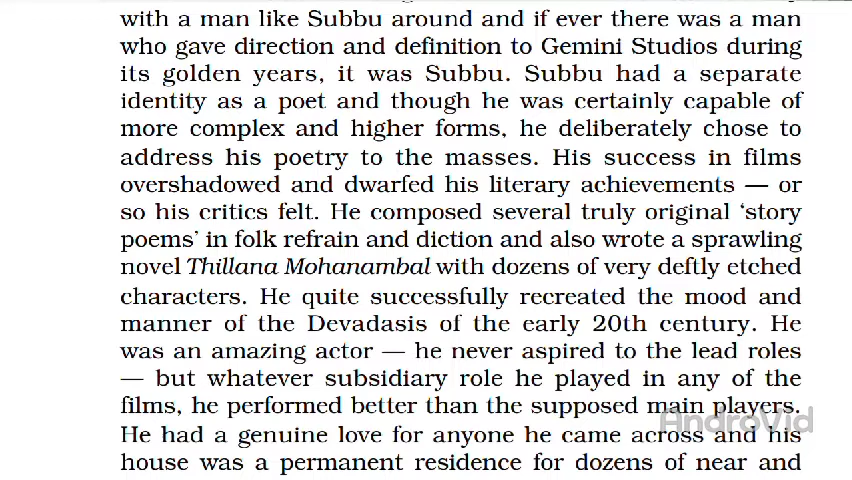 with a man like Subbu around and if ever there was a man
who gave direction and definition to Gemini Studios during
its golden years, it was Subbu. Subbu had a separate
identity as a poet and though he was certainly capable of
more complex and higher forms, he deliberately chose to
address his poetry to the masses. His success in films
overshadowed and dwarfed his literary achievements — or
so his critics felt. He composed several truly original ‘story
poems’ in folk refrain and diction and also wrote a sprawling
novel Thillana Mohanambal with dozens of very deftly etched
characters. He quite successfully recreated the mood and
manner of the Devadasis of the early 20th century. He
was an amazing actor — he never aspired to the lead roles
— but whatever subsidiary role he played in any of the
films, he performed better than the supposed main players.
He had a genuine love for anyone he came across and his
house was a permanent residence for dozens of near and
AndroVid